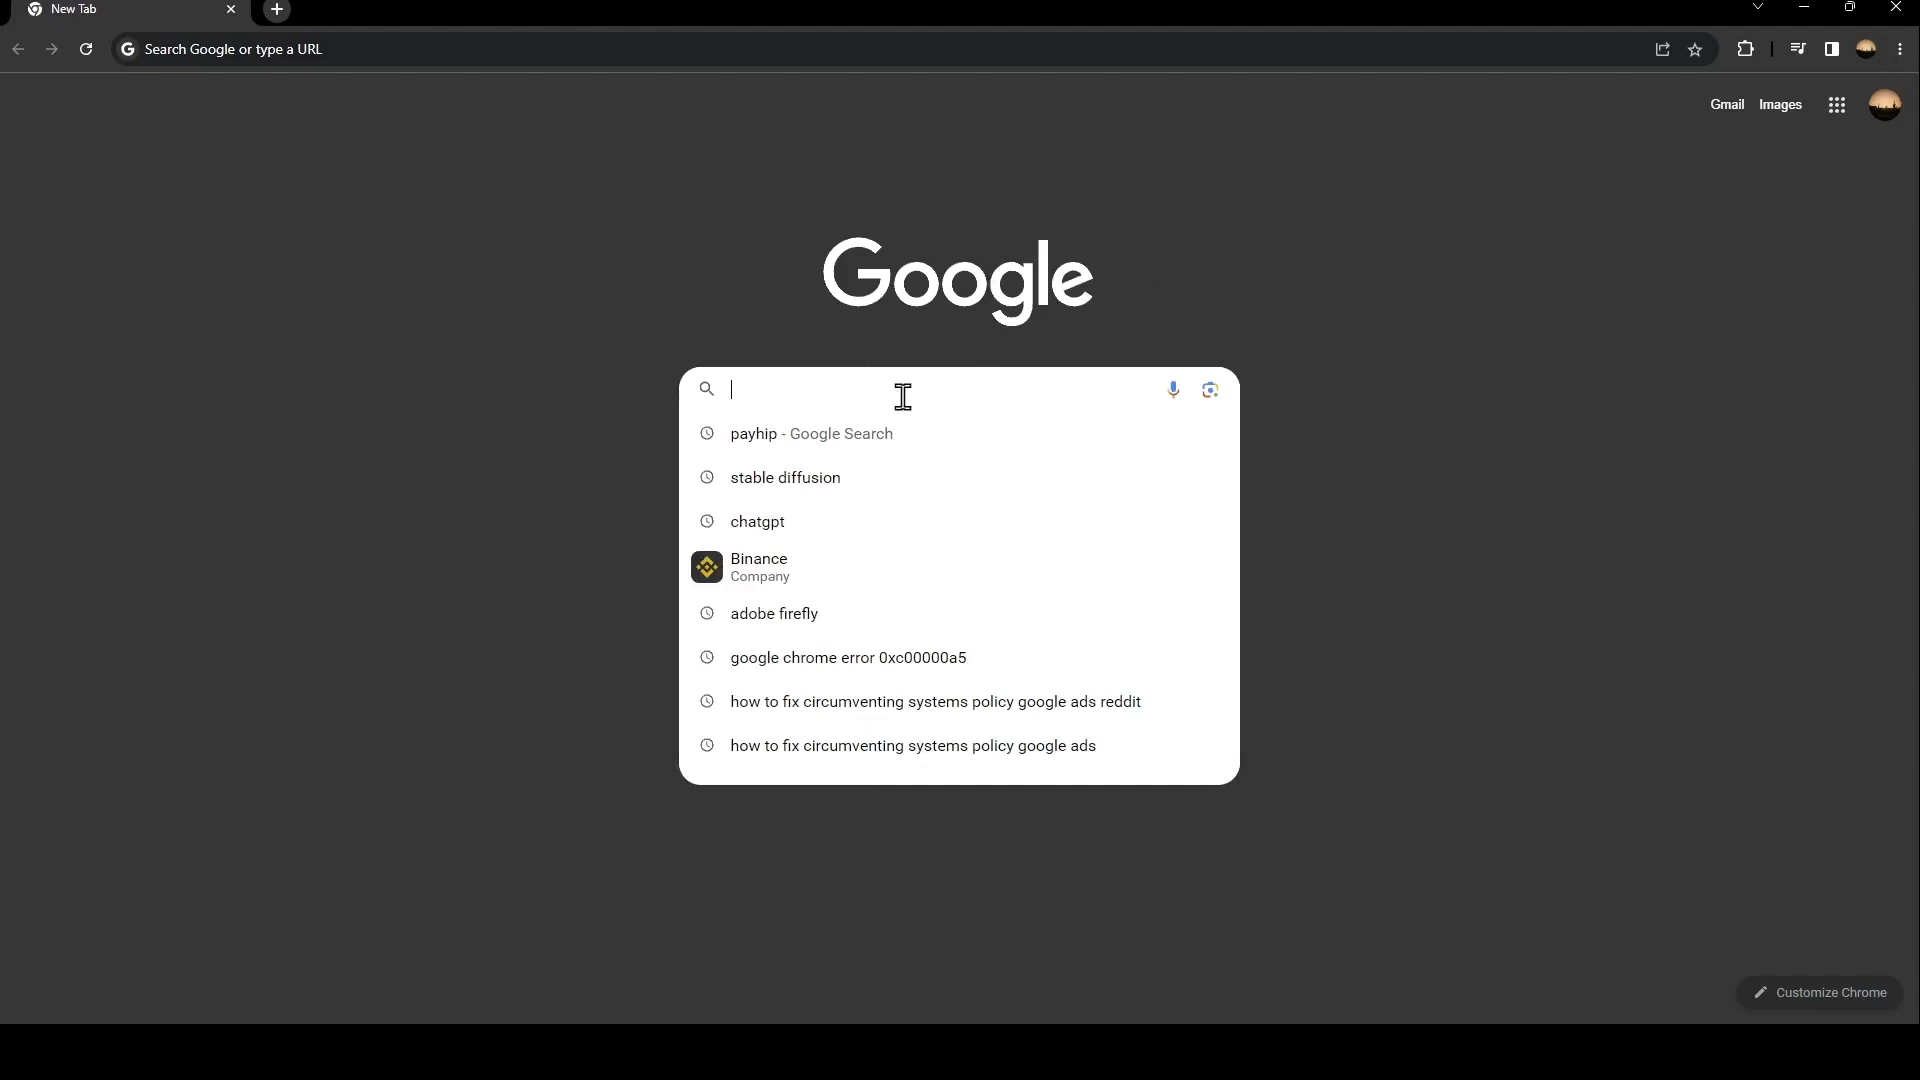 New Tab
Search Google or type a URL
Gmail Images
Google
payhip - Google Search
stable diffusion
chatgpt
Binance
Company
adobe firefly
google chrome error 0xc00000a5
how to fix circumventing systems policy google ads reddit
how to fix circumventing systems policy google ads
Customize Chrome